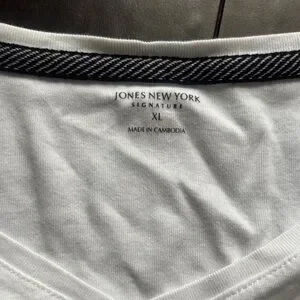 JONES NEW YORK
SIGNATURE
XL
MADE IN CAMBODIA